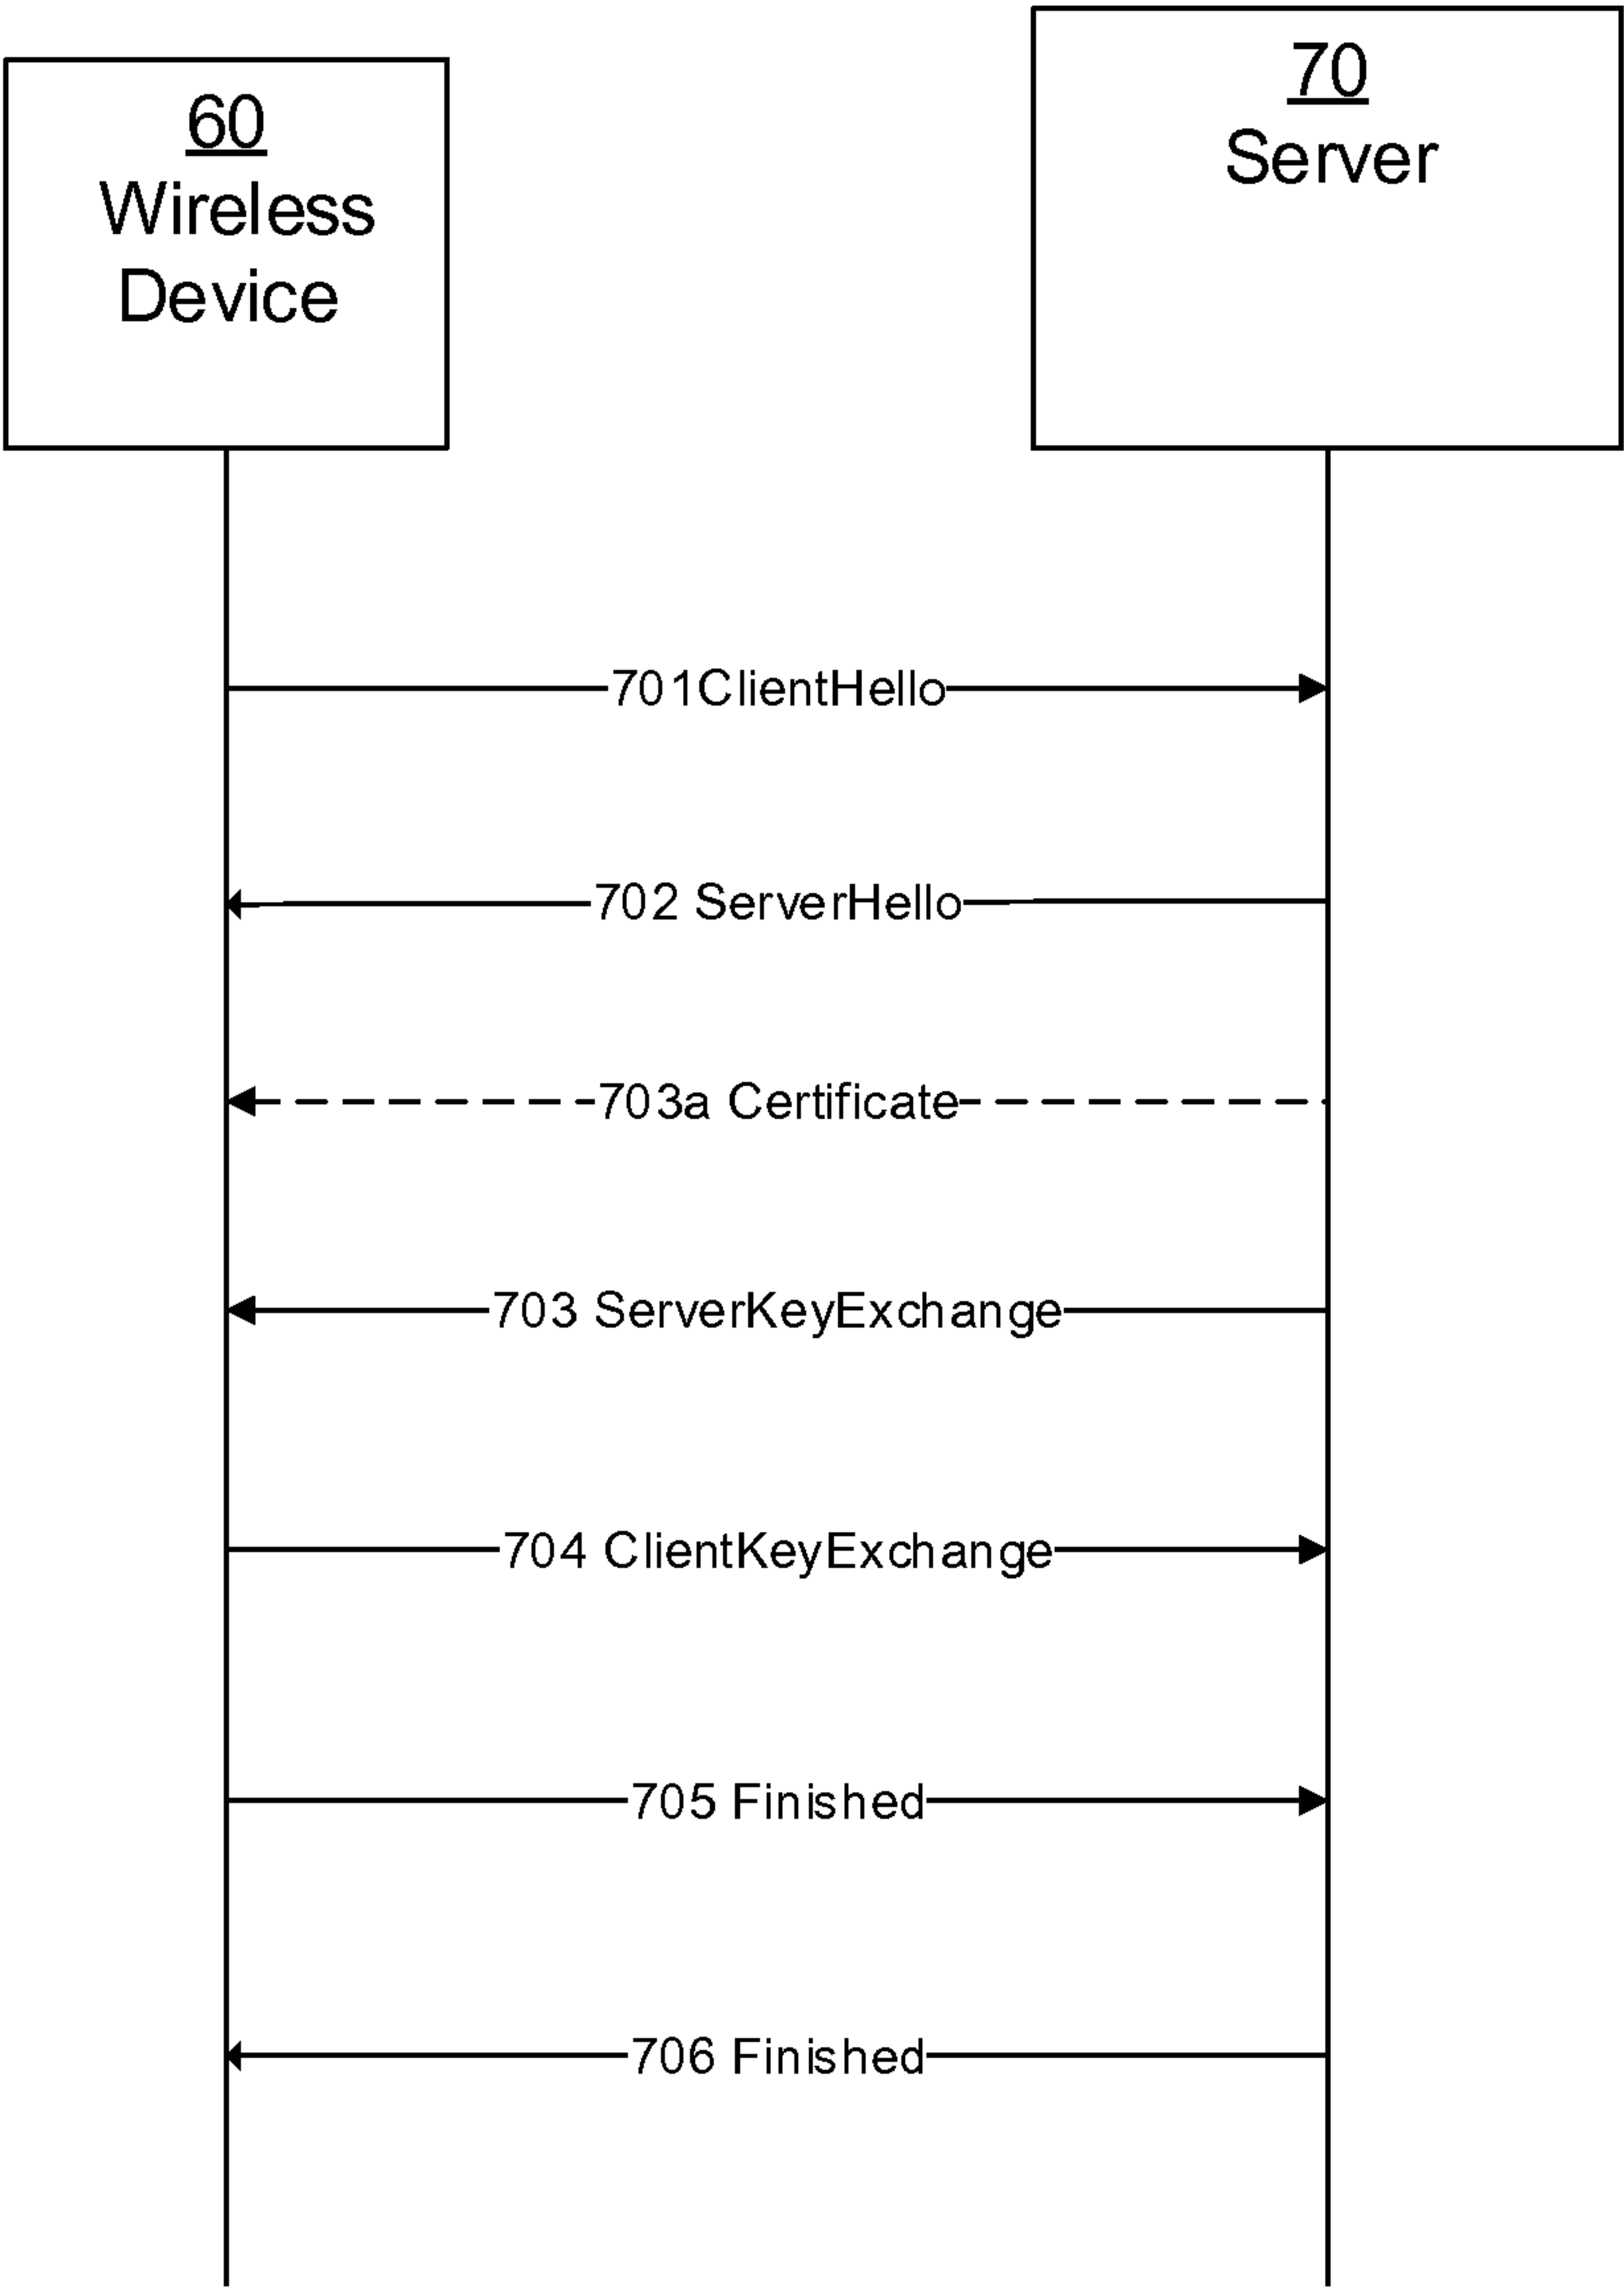 60
Wireless
Device
70
Server
701ClientHello
702 ServerHello
703a Certificate
703 ServerKeyExchange
704 ClientKeyExchange
705 Finished
706 Finished